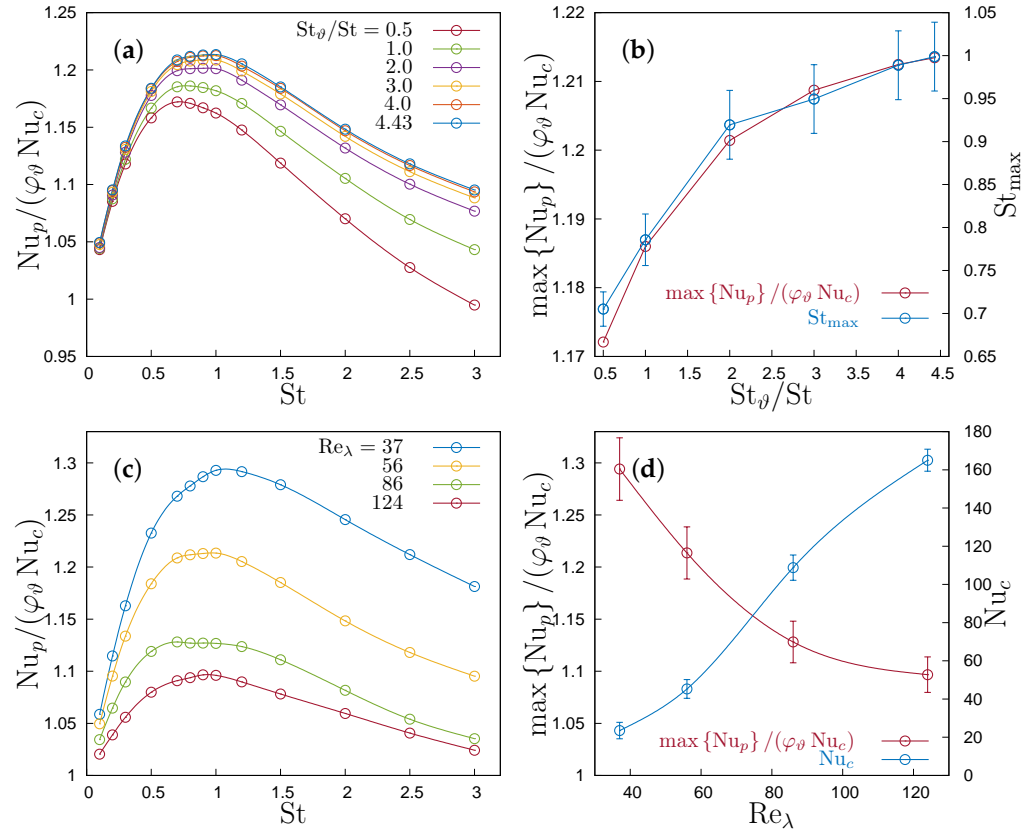 (a)
St_ϑ/St = 0.5
1.0
2.0
3.0
4.0
4.43
Nu_p/(φ_ϑ Nu_c)
1.25
1.2
1.15
1.1
1.05
1
0.95
0 0.5 1 1.5 2 2.5 3
St
(b)
max {Nu_p} /(φ_ϑ Nu_c)
1.22
1.21
1.2
1.19
1.18
1.17
1.05
1
0.95
0.9
0.85
0.8
0.75
0.7
0.65
St_max
max {Nu_p} /(φ_ϑ Nu_c)
St_max
0.5 1 1.5 2 2.5 3 3.5 4 4.5
St_ϑ/St
(c)
Re_λ = 37
56
86
124
Nu_p/(φ_ϑ Nu_c)
1.3
1.25
1.2
1.15
1.1
1.05
1
0 0.5 1 1.5 2 2.5 3
St
(d)
max {Nu_p} /(φ_ϑ Nu_c)
1.3
1.25
1.2
1.15
1.1
1.05
1
180
160
140
120
100
80
60
40
20
0
Nu_c
max {Nu_p} /(φ_ϑ Nu_c)
Nu_c
40 60 80 100 120
Re_λ